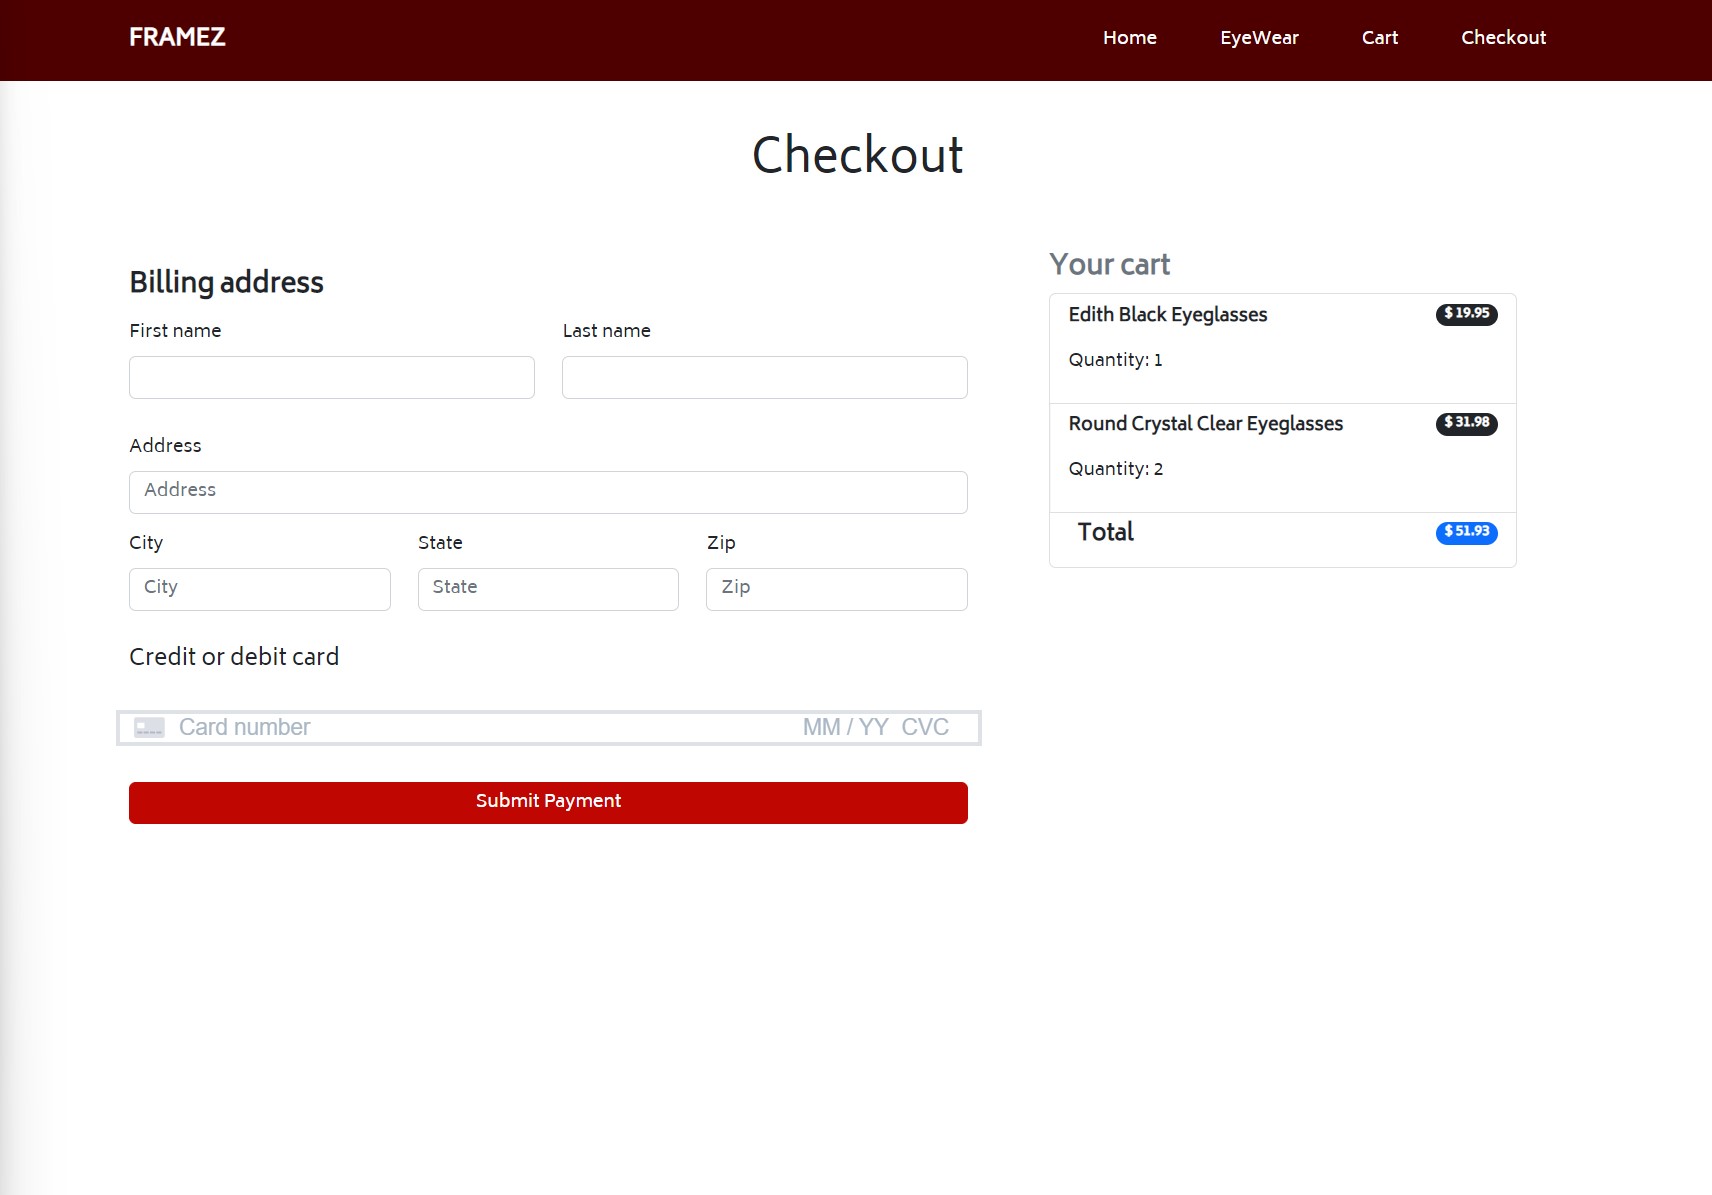 FRAMEZ
Home EyeWear Cart Checkout
Checkout
Billing address
First name Last name
Address
Address
City State Zip
City State Zip
Credit or debit card
Card number MM / YY CVC
Submit Payment
Your cart
Edith Black Eyeglasses $ 19.95
Quantity: 1
Round Crystal Clear Eyeglasses $ 31.98
Quantity: 2
Total $ 51.93